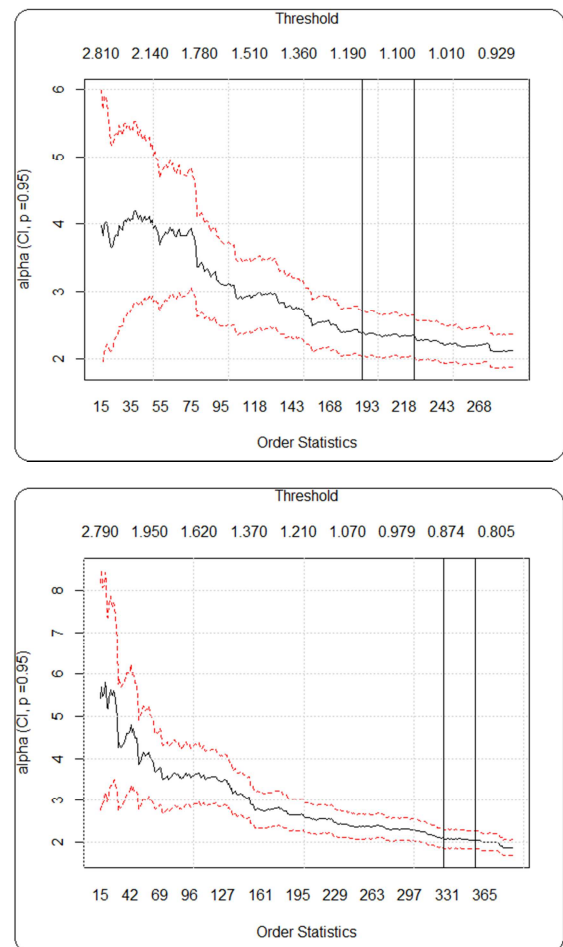 Threshold
2.810 2.140 1.780 1.510 1.360 1.190 1.100 1.010 0.929
6
5
4
3
2
alpha (CI, p =0.95)
15 35 55 75 95 118 143 168 193 218 243 268
Order Statistics
Threshold
2.790 1.950 1.620 1.370 1.210 1.070 0.979 0.874 0.805
8
7
6
5
4
3
2
alpha (CI, p =0.95)
15 42 69 96 127 161 195 229 263 297 331 365
Order Statistics